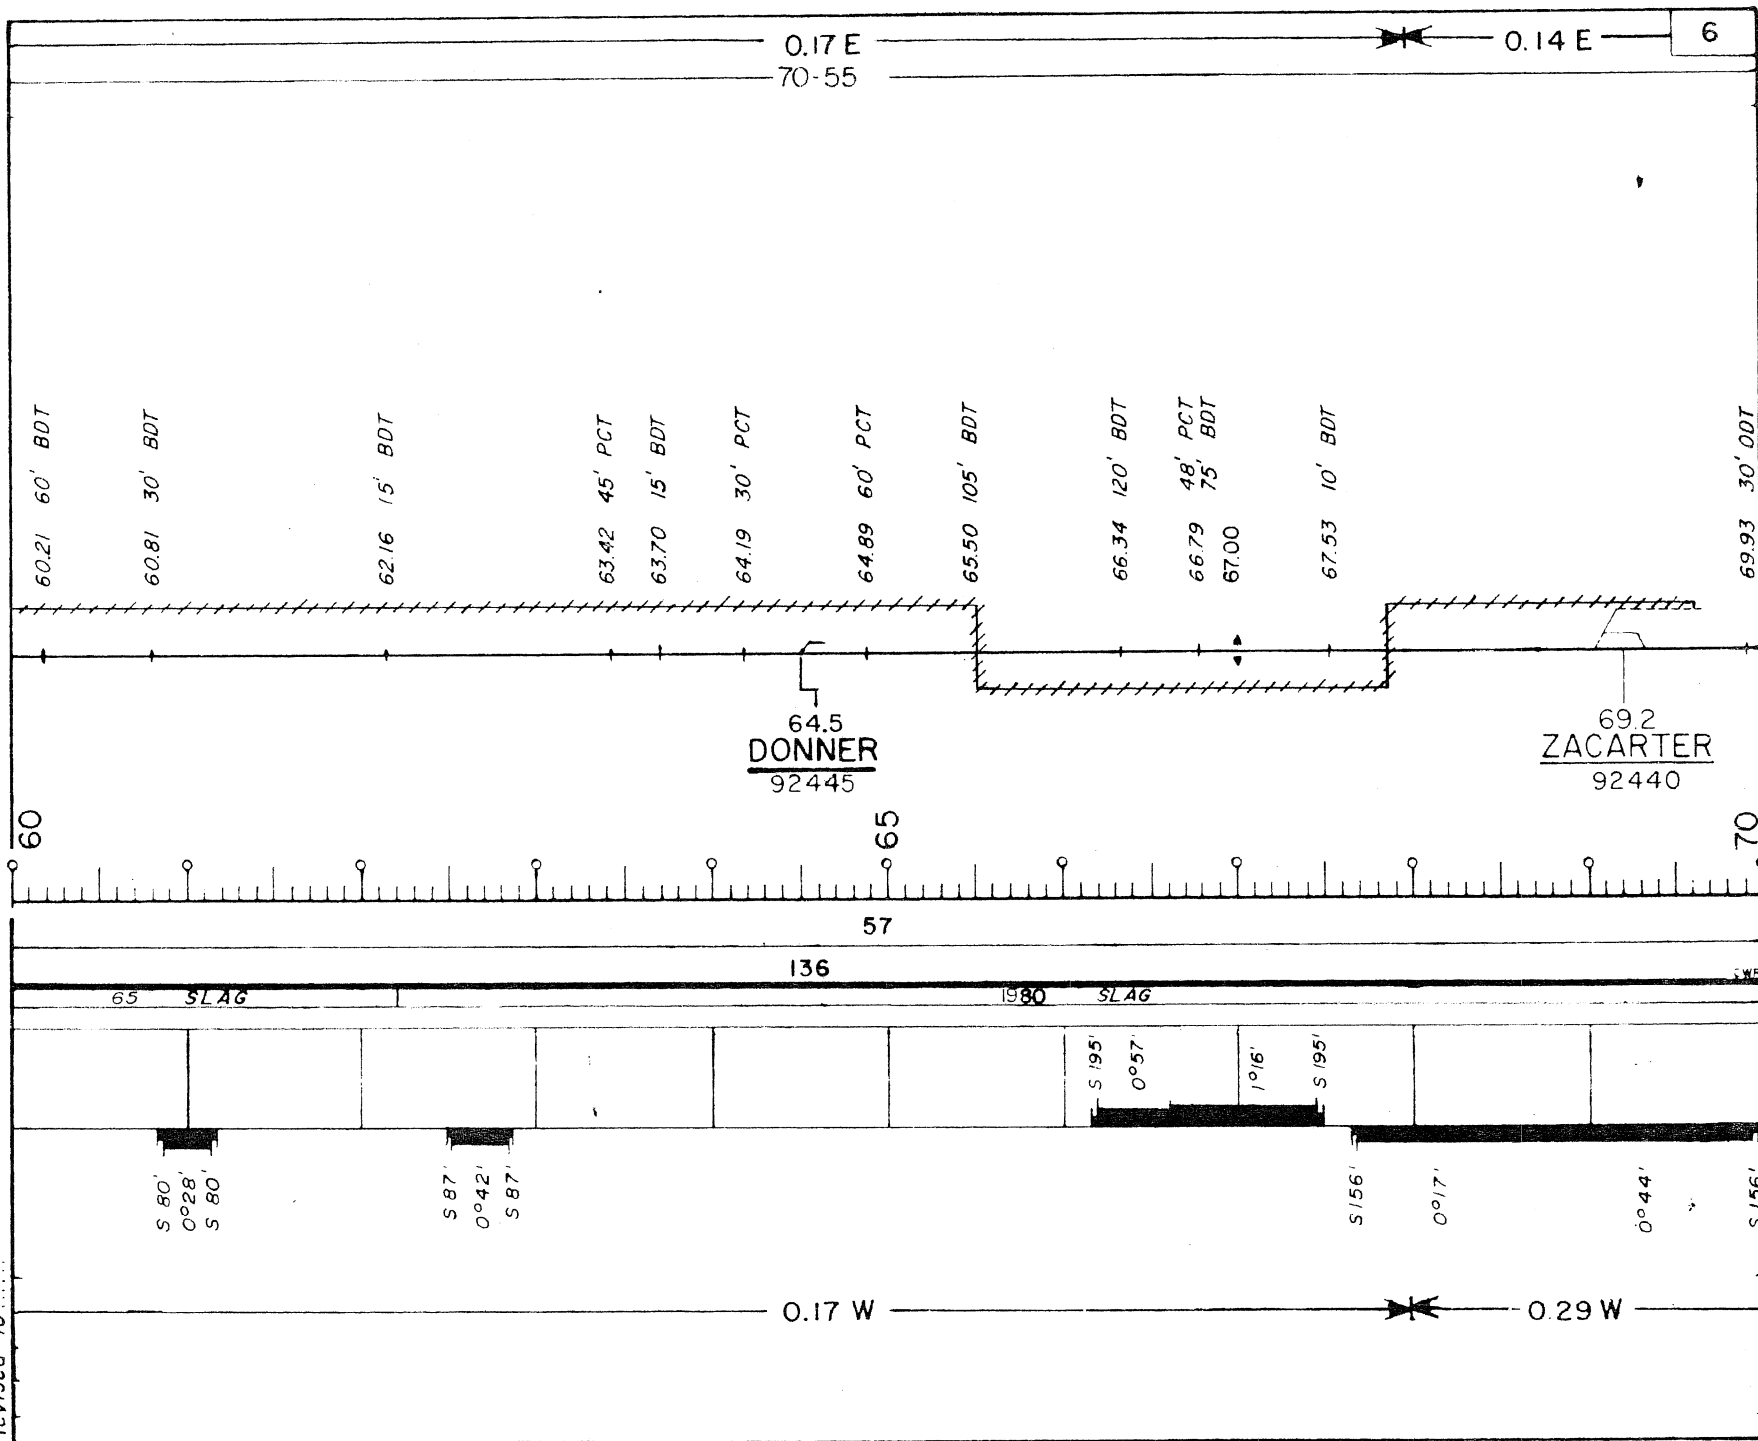 0.17 E
0.14 E
6
70-55
60.21 60' BDT
60.81 30' BDT
62.16 15' BDT
63.42 45' PCT
63.70 15' BDT
64.19 30' PCT
64.89 60' PCT
65.50 105' BDT
66.34 120' BDT
66.79 48' PCT
75' BDT
67.00
67.53 10' BDT
69.93 30' ODT
64.5
DONNER
92445
69.2
ZACARTER
92440
60
65
70
57
136
65 SLAG
1980 SLAG
S 195'
0°57'
1°16'
S 195'
S 80'
0°28'
S 80'
S 87'
0°42'
S 87'
S 156'
0°17'
0°44'
S 156'
0.17 W
0.29 W